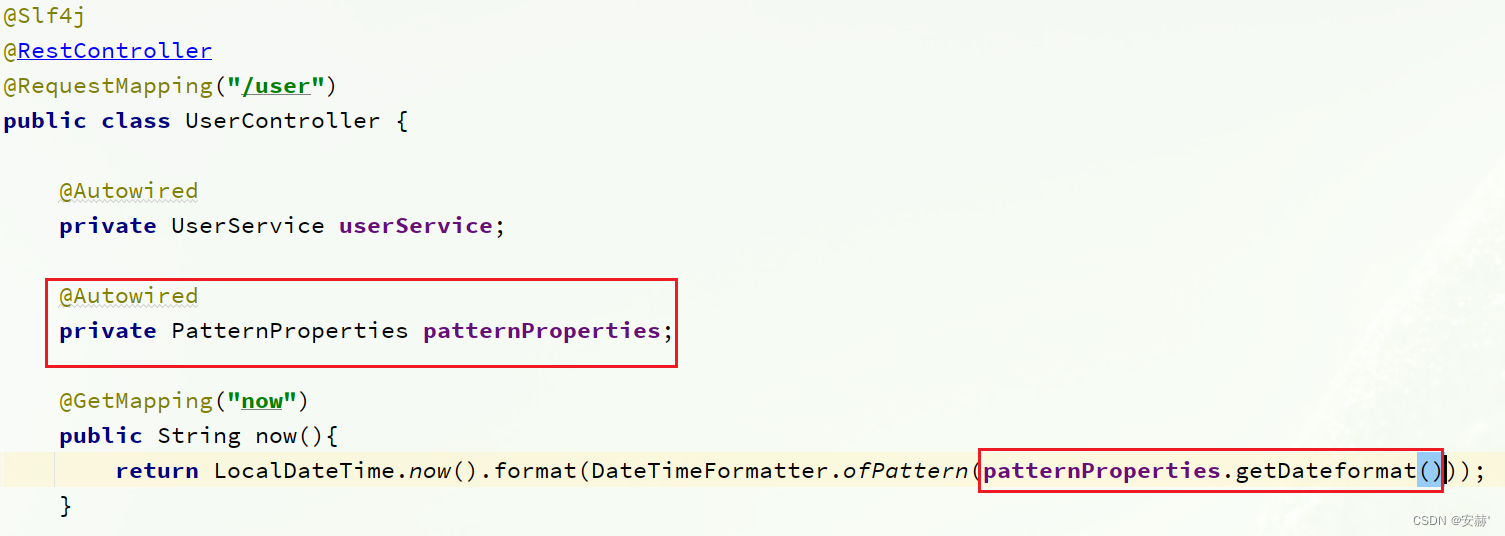 @Slf4j
@RestController
@RequestMapping("/user")
public class UserController {
@Autowired
private UserService userService;
@Autowired
private PatternProperties patternProperties;
@GetMapping("now")
public String now(){
return LocalDateTime.now().format(DateTimeFormatter.ofPattern(patternProperties.getDateformat()));
}
CSDN @安赫'